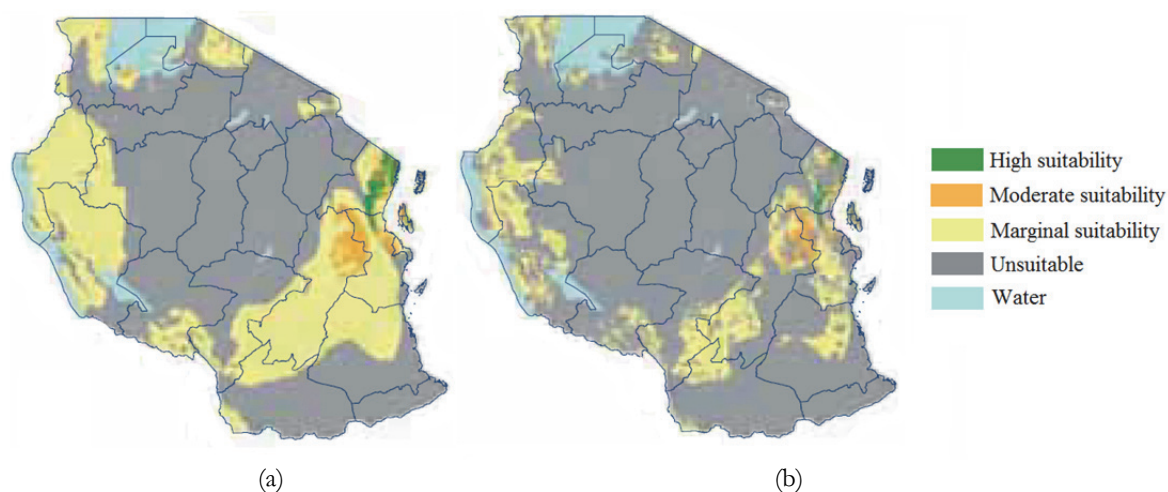 High suitability
Moderate suitability
Marginal suitability
Unsuitable
Water
(a)
(b)